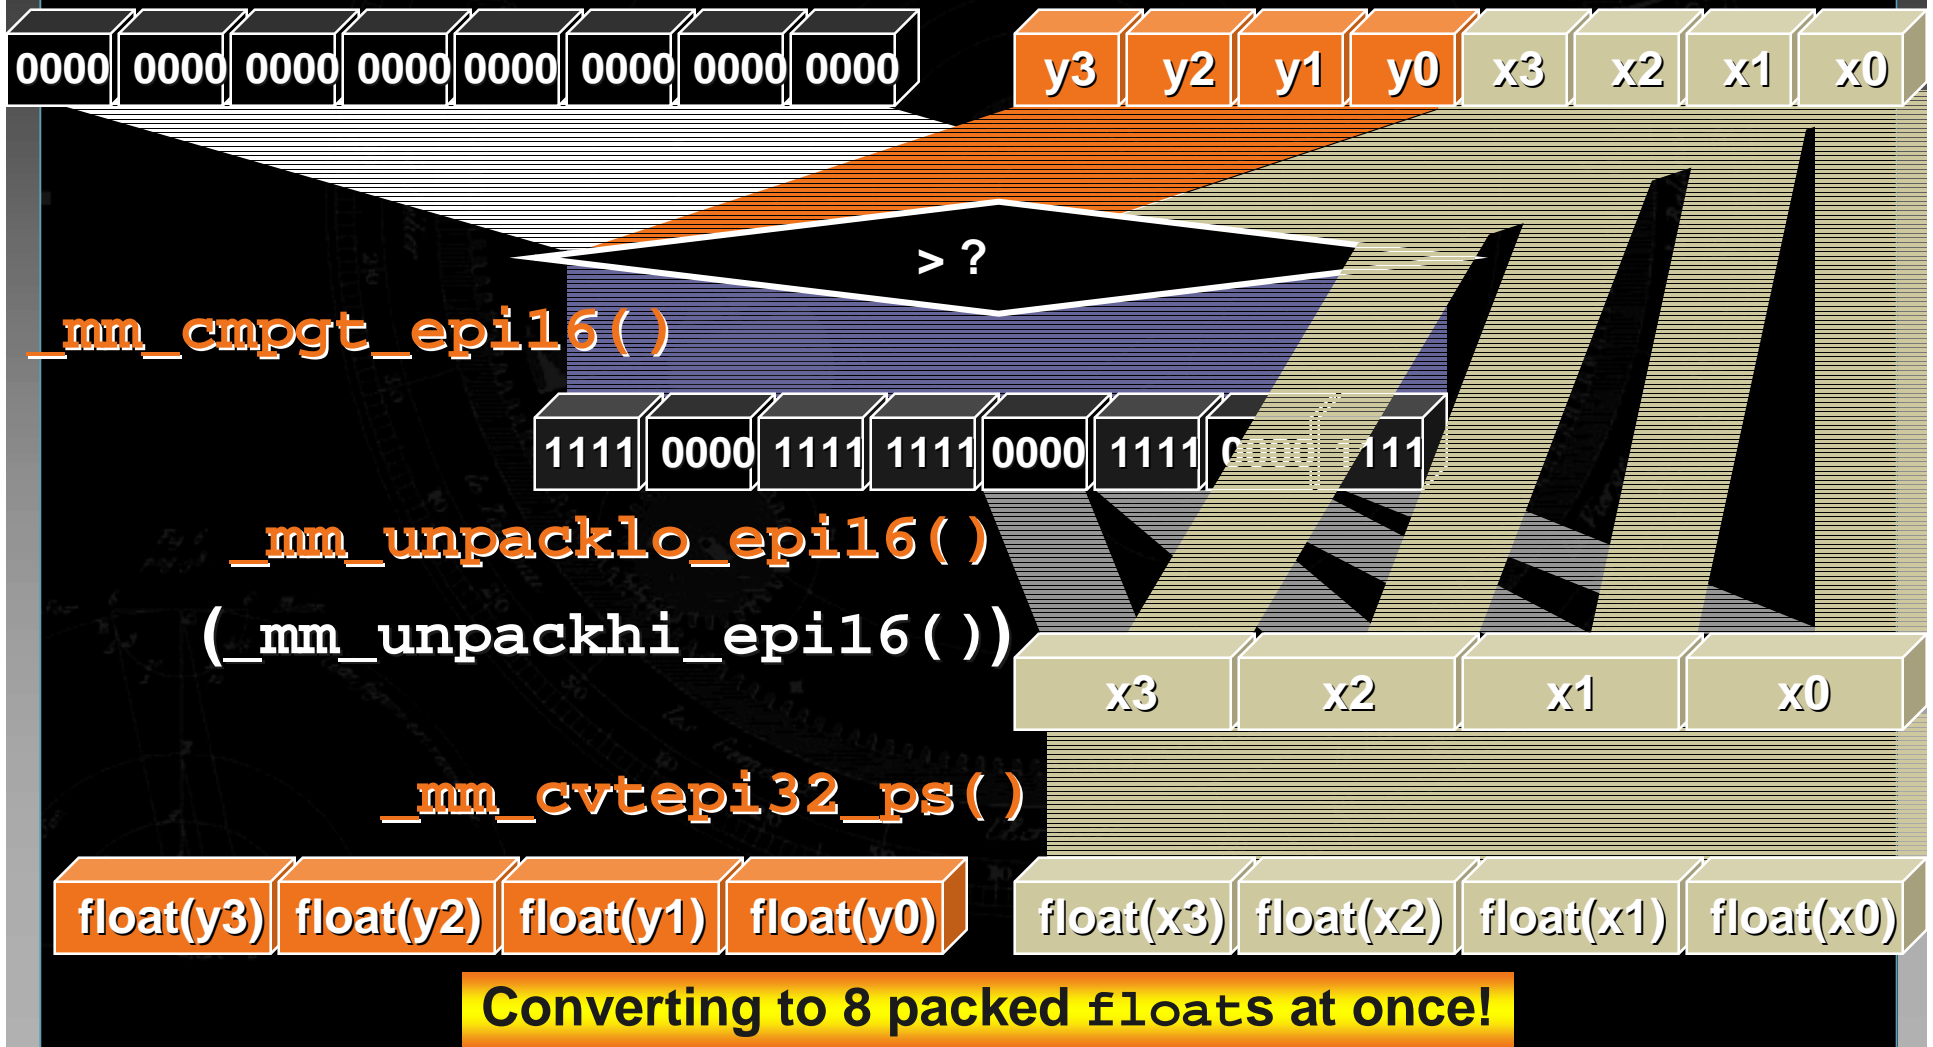 0000 0000 0000 0000 0000 0000 0000 0000 y3 y2 y1 y0 x3 x2 x1 x0
> ?
_mm_cmpgt_epi16()
1111 0000 1111 1111 0000 1111 0000 1111
_mm_unpacklo_epi16()
(_mm_unpackhi_epi16())
x3 x2 x1 x0
_mm_cvtepi32_ps()
float(y3) float(y2) float(y1) float(y0) float(x3) float(x2) float(x1) float(x0)
Converting to 8 packed floats at once!